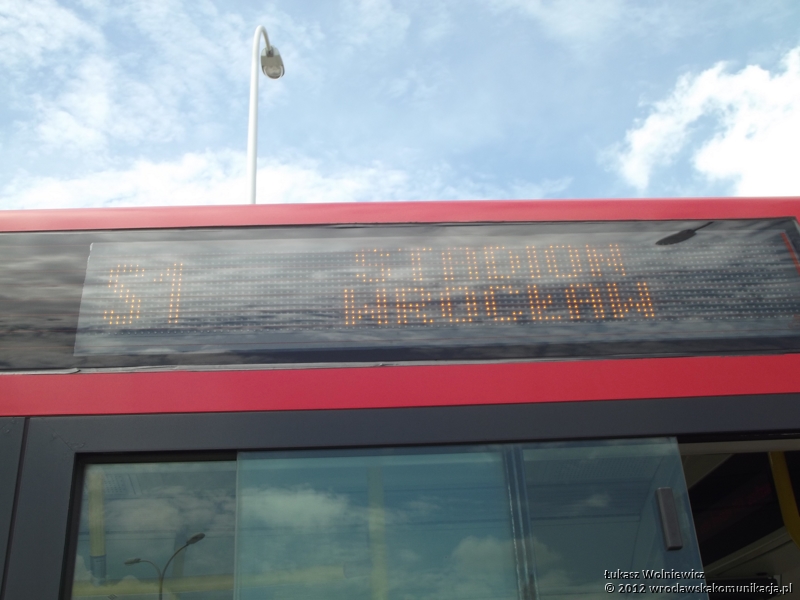 S1 STADION
WROCŁAW
Łukasz Wolniewicz
© 2012 wroclawskakomunikacja.pl